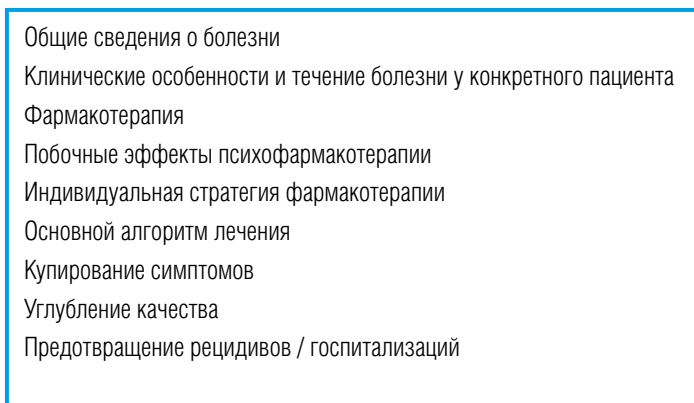 Общие сведения о болезни
Клинические особенности и течение болезни у конкретного пациента
Фармакотерапия
Побочные эффекты психофармакотерапии
Индивидуальная стратегия фармакотерапии
Основной алгоритм лечения
Купирование симптомов
Углубление качества
Предотвращение рецидивов / госпитализаций